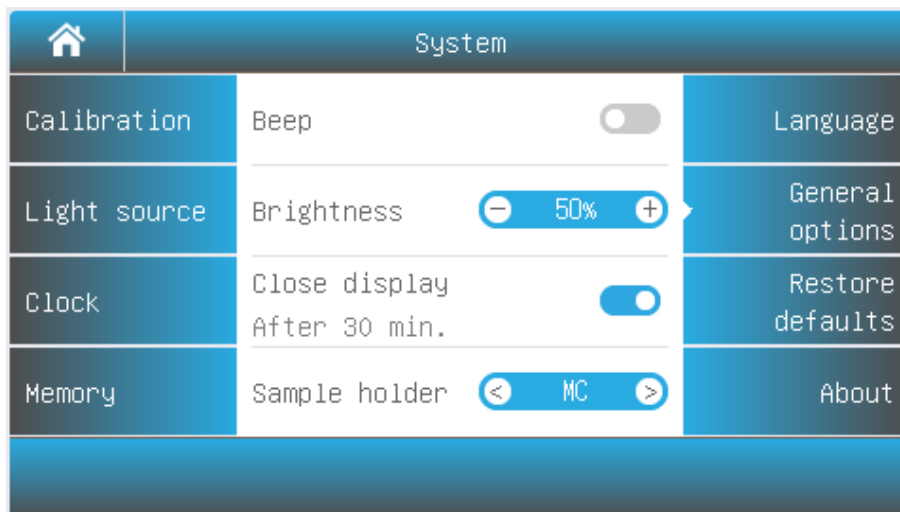 System
Calibration
Light source
Clock
Memory
Beep
Brightness
- 50% +
Close display
After 30 min.
Sample holder
< MC >
Language
General
options
Restore
defaults
About